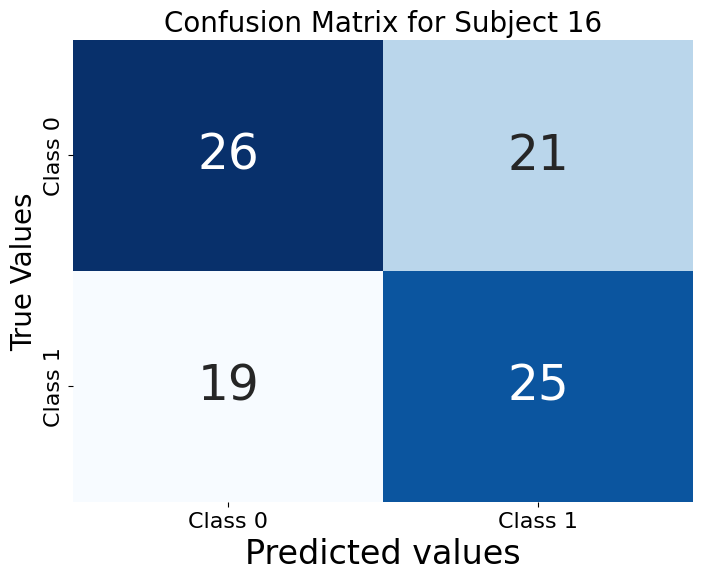 Confusion Matrix for Subject 16
True Values
Class 0
26
21
Class 1
19
25
Class 0
Class 1
Predicted values